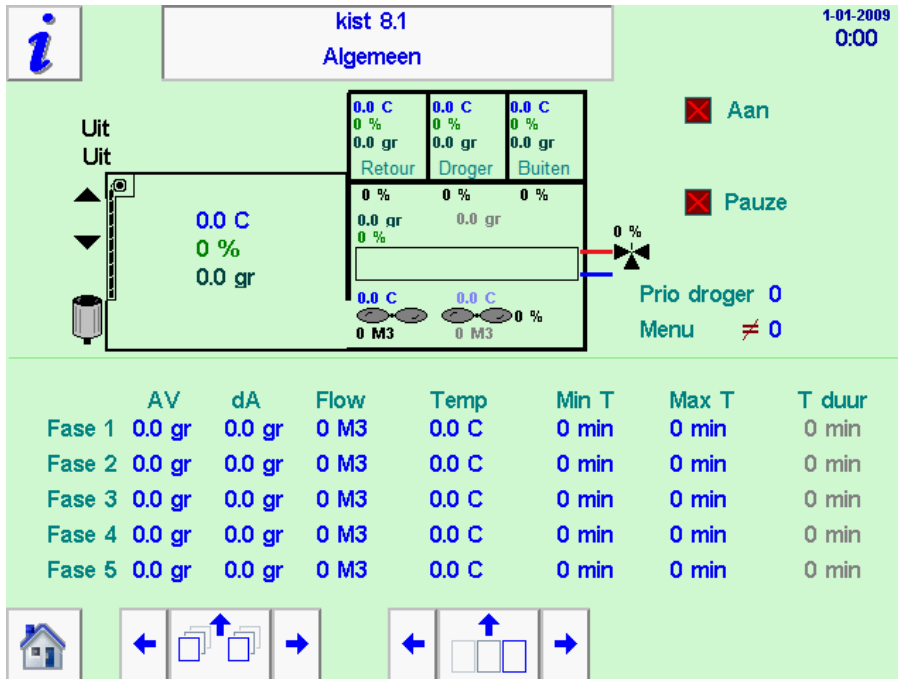 i
kist 8.1
Algemeen
1-01-2009
0:00
Uit
Uit
0.0 C 0.0 C 0.0 C
0 % 0 % 0 %
0.0 gr 0.0 gr 0.0 gr
Retour Droger Buiten
0 % 0 % 0 %
0.0 gr 0.0 gr
0 %
0.0 C
0 %
0.0 gr
0.0 C 0.0 C
0 %
0 M3 0 M3
0 %
Aan
Pauze
Prio droger 0
Menu ≠ 0
AV dA Flow Temp Min T Max T T duur
Fase 1 0.0 gr 0.0 gr 0 M3 0.0 C 0 min 0 min 0 min
Fase 2 0.0 gr 0.0 gr 0 M3 0.0 C 0 min 0 min 0 min
Fase 3 0.0 gr 0.0 gr 0 M3 0.0 C 0 min 0 min 0 min
Fase 4 0.0 gr 0.0 gr 0 M3 0.0 C 0 min 0 min 0 min
Fase 5 0.0 gr 0.0 gr 0 M3 0.0 C 0 min 0 min 0 min